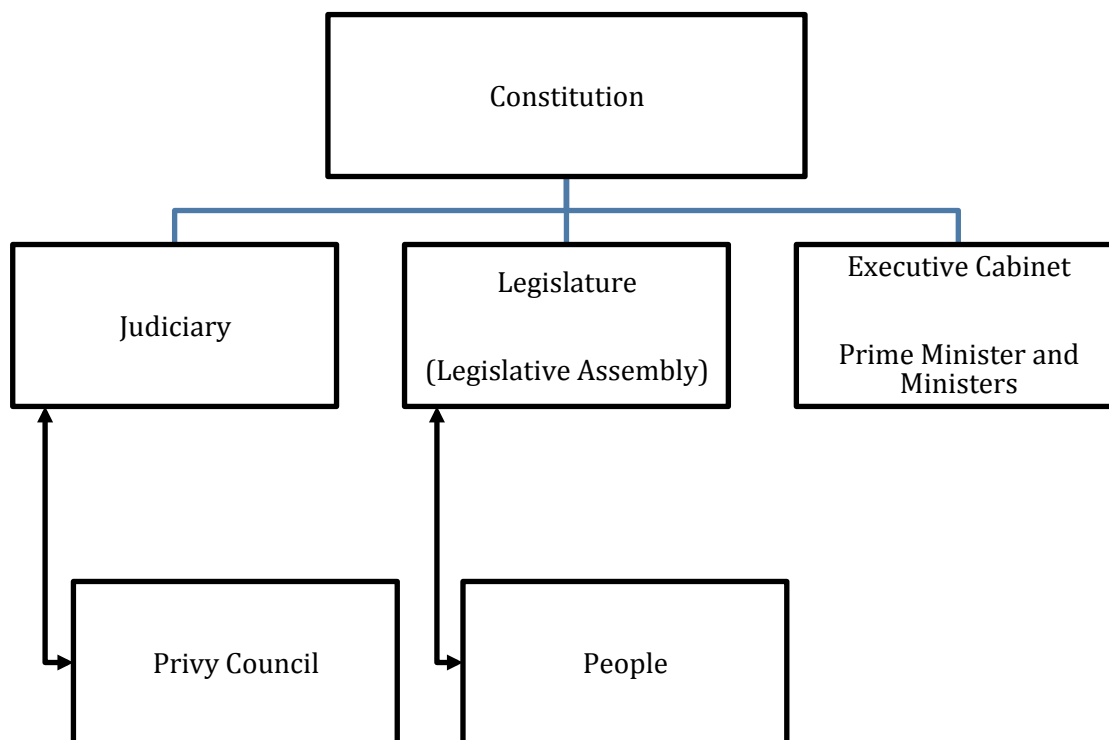 Constitution
Judiciary
Legislature
(Legislative Assembly)
Executive Cabinet
Prime Minister and
Ministers
Privy Council
People